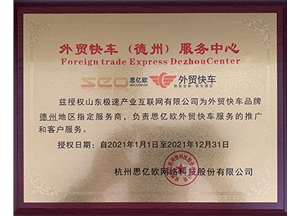 外贸快车（德州）服务中心
Foreign trade Express DezhouCenter
seo 思亿欧 外贸快车
兹授权山东极速产业互联网有限公司为外贸快车品牌
德州地区指定服务商，负责思亿欧外贸快车服务的推广
和客户服务。
授权日期：自2021年1月1日至2021年12月31日
杭州思亿欧网络科技股份有限公司